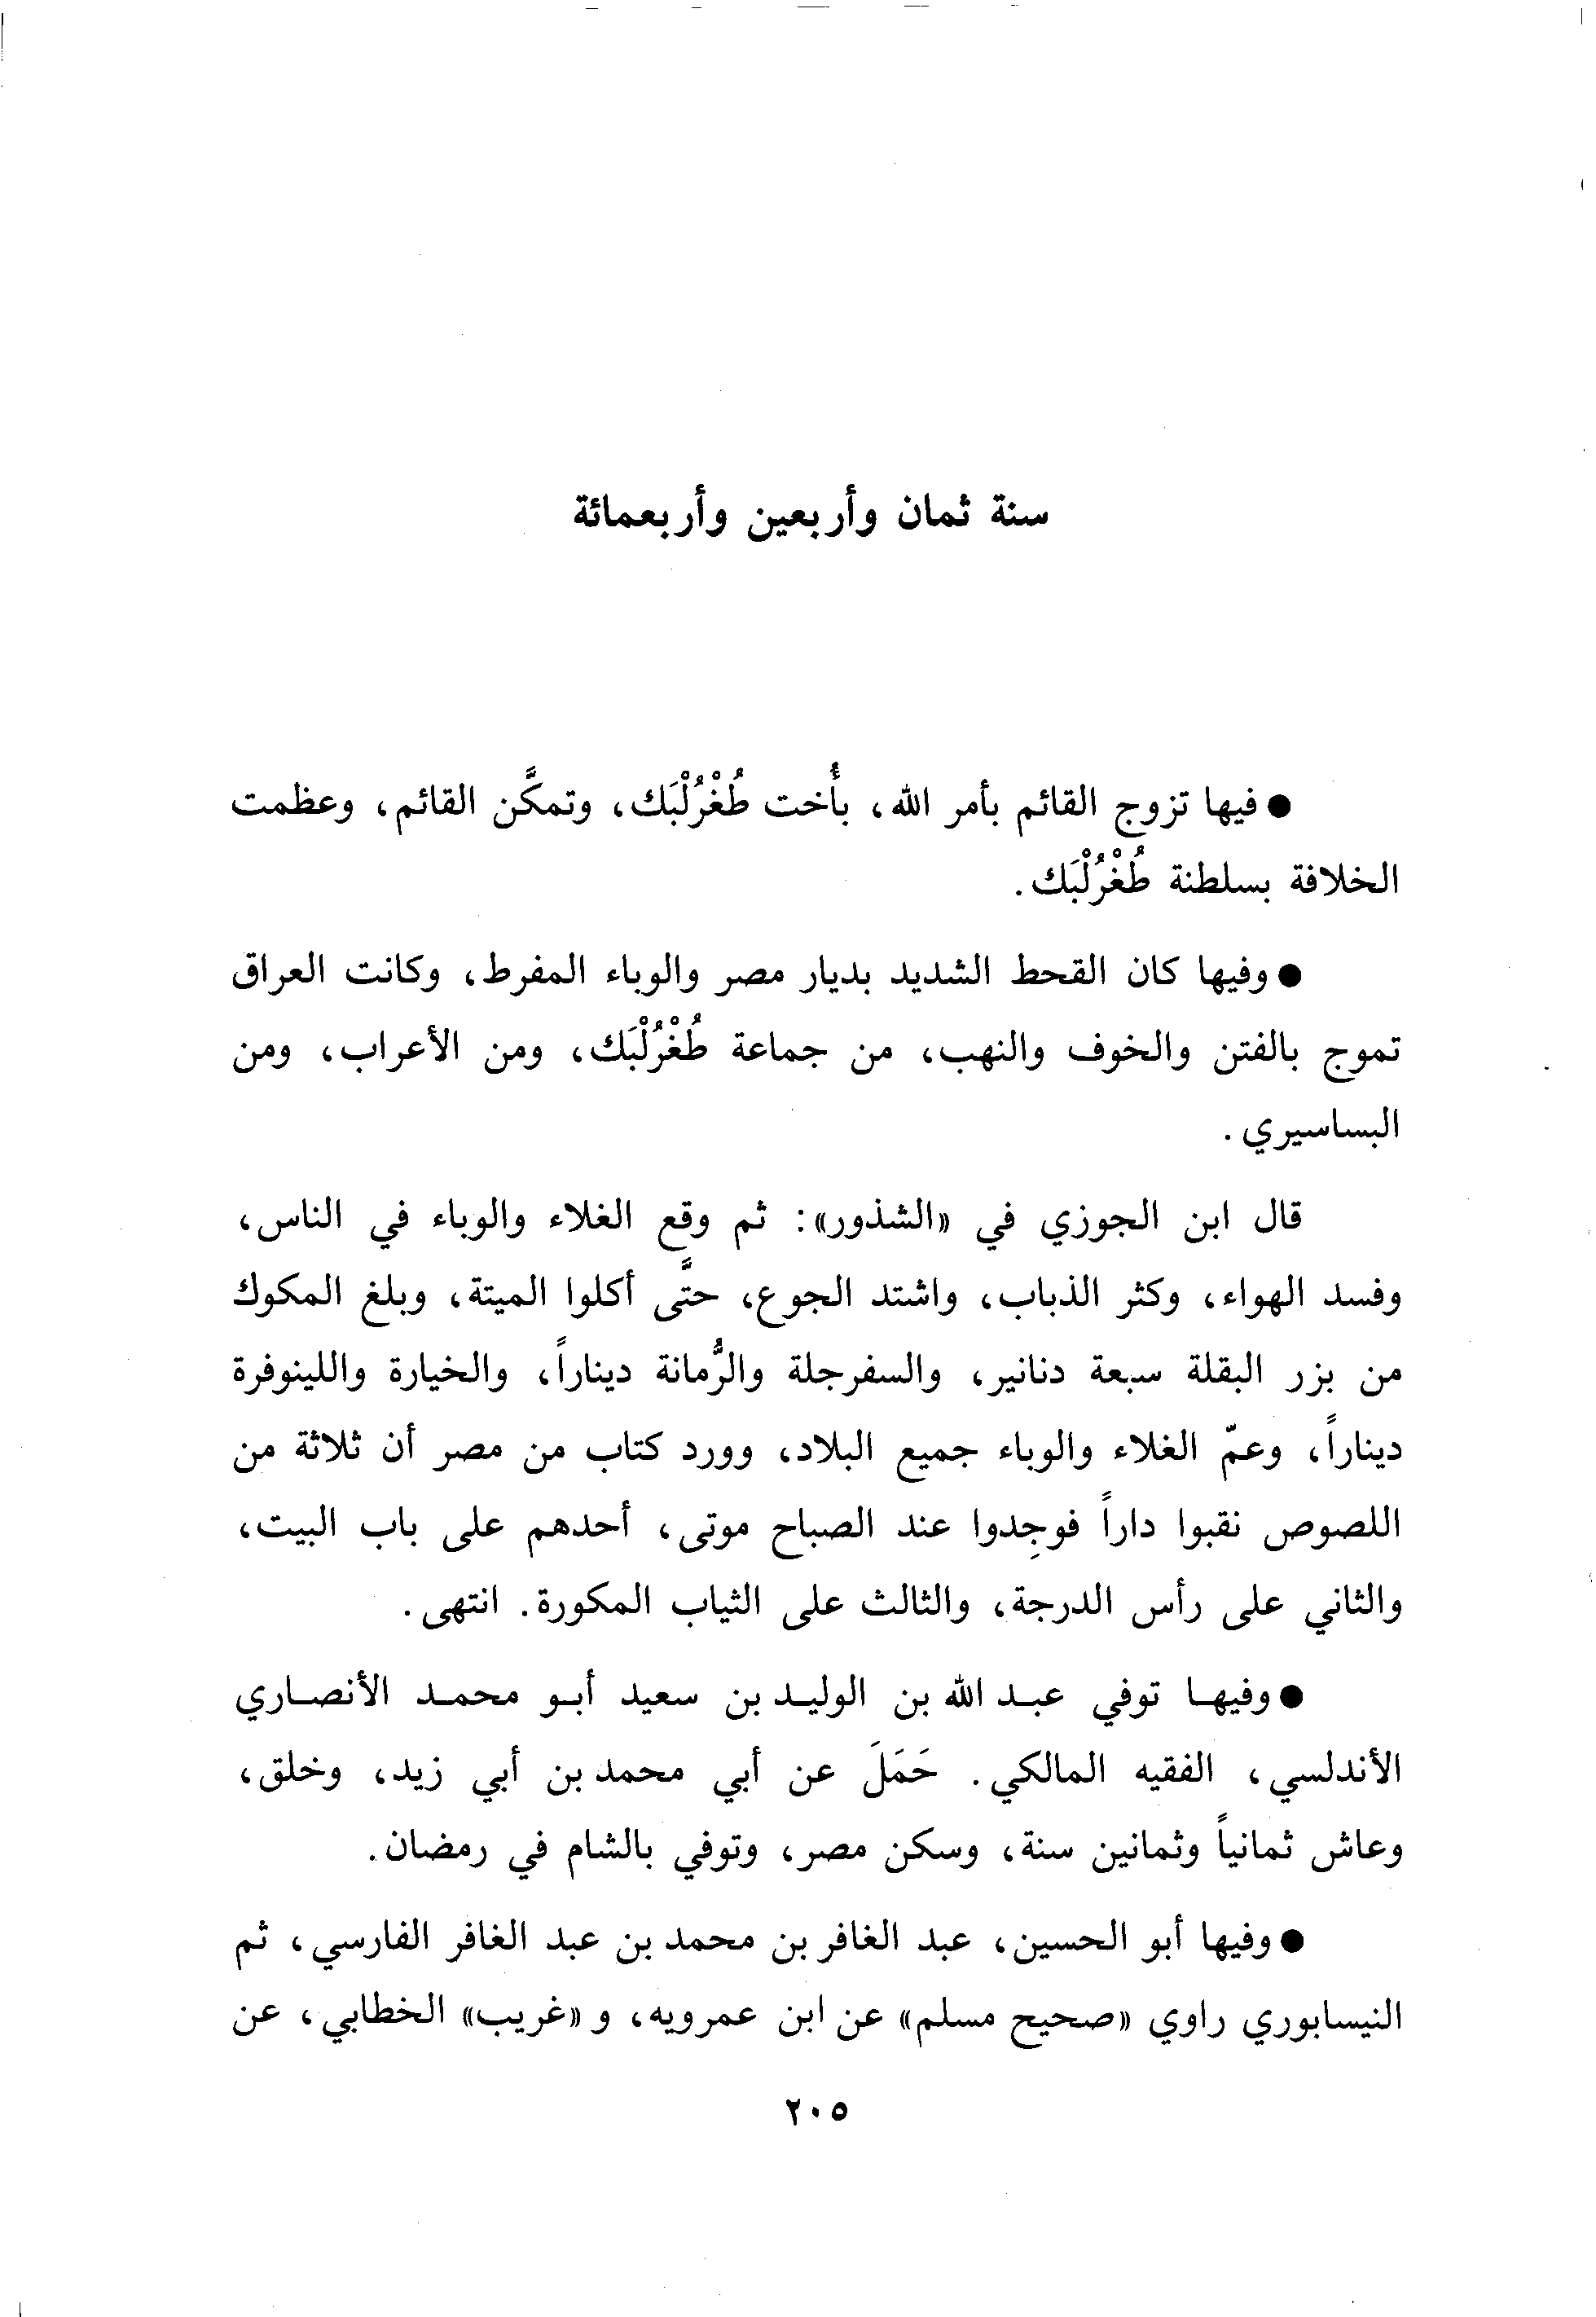 سنة ثمان وأربعين وأربعمائة
● فيها تزوج القائم بأمر الله، بأُخت طُغْرُلْبَك، وتمكَّن القائم، وعظمت
الخلافة بسلطنة طُغْرُلْبَك.
● وفيها كان القحط الشديد بديار مصر والوباء المفرط، وكانت العراق
تموج بالفتن والخوف والنهب، من جماعة طُغْرُلْبَك، ومن الأعراب، ومن
البساسيري.
قال ابن الجوزي في «الشذور»: ثم وقع الغلاء والوباء في الناس،
وفسد الهواء، وكثر الذباب، واشتد الجوع، حتَّى أكلوا الميتة، وبلغ المكوك
من بزر البقلة سبعة دنانير، والسفرجلة والرُّمانة ديناراً، والخيارة واللينوفرة
ديناراً، وعمّ الغلاء والوباء جميع البلاد، وورد كتاب من مصر أن ثلاثة من
اللصوص نقبوا داراً فوجِدوا عند الصباح موتى، أحدهم على باب البيت،
والثاني على رأس الدرجة، والثالث على الثياب المكورة. انتهى.
● وفيها توفي عبد الله بن الوليد بن سعيد أبو محمد الأنصاري
الأندلسي، الفقيه المالكي. حَمَلَ عن أبي محمد بن أبي زيد، وخلق،
وعاش ثمانياً وثمانين سنة، وسكن مصر، وتوفي بالشام في رمضان.
● وفيها أبو الحسين، عبد الغافر بن محمد بن عبد الغافر الفارسي، ثم
النيسابوري راوي «صحيح مسلم» عن ابن عمرويه، و «غريب» الخطابي، عن
٢٠٥